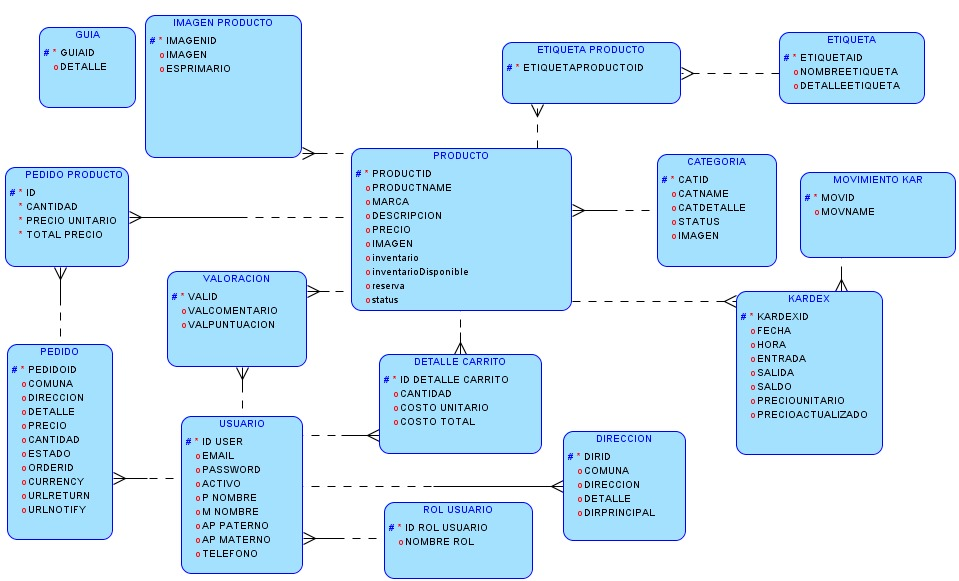 GUIA
# * GUIAID
o DETALLE
IMAGEN PRODUCTO
# * IMAGENID
o IMAGEN
o ESPRIMARIO
ETIQUETA PRODUCTO
# * ETIQUETAPRODUCTOID
ETIQUETA
# * ETIQUETAID
o NOMBREETIQUETA
o DETALLEETIQUETA
PEDIDO PRODUCTO
# * ID
* CANTIDAD
* PRECIO UNITARIO
* TOTAL PRECIO
PRODUCTO
# * PRODUCTID
o PRODUCTNAME
o MARCA
o DESCRIPCION
o PRECIO
o IMAGEN
o inventario
o inventarioDisponible
o reserva
o status
CATEGORIA
# * CATID
o CATNAME
o CATDETALLE
o STATUS
o IMAGEN
MOVIMIENTO KAR
# * MOVID
o MOVNAME
VALORACION
# * VALID
o VALCOMENTARIO
o VALPUNTUACION
KARDEX
# * KARDEXID
o FECHA
o HORA
o ENTRADA
o SALIDA
o SALDO
o PRECIOUNITARIO
o PRECIOACTUALIZADO
PEDIDO
# * PEDIDOID
o COMUNA
o DIRECCION
o DETALLE
o PRECIO
o CANTIDAD
o ESTADO
o ORDERID
o CURRENCY
o URLRETURN
o URLNOTIFY
DETALLE CARRITO
# * ID DETALLE CARRITO
o CANTIDAD
o COSTO UNITARIO
o COSTO TOTAL
USUARIO
# * ID USER
o EMAIL
o PASSWORD
o ACTIVO
o P NOMBRE
o M NOMBRE
o AP PATERNO
o AP MATERNO
o TELEFONO
DIRECCION
# * DIRID
o COMUNA
o DIRECCION
o DETALLE
o DIRPRINCIPAL
ROL USUARIO
# * ID ROL USUARIO
o NOMBRE ROL